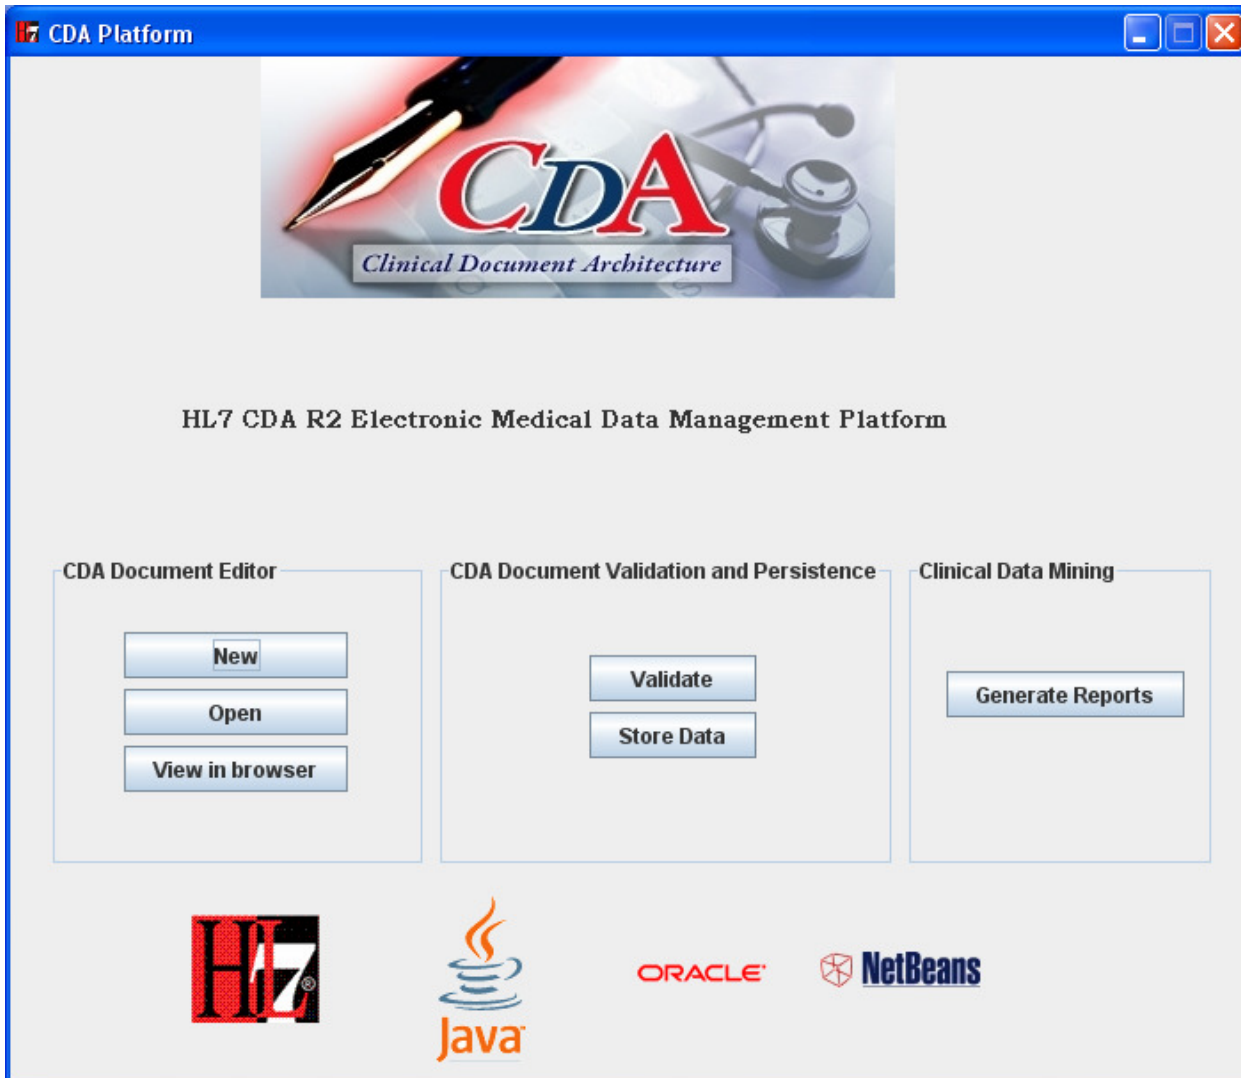 CDA Platform
CDA
Clinical Document Architecture
HL7 CDA R2 Electronic Medical Data Management Platform
CDA Document Editor
New
Open
View in browser
CDA Document Validation and Persistence
Validate
Store Data
Clinical Data Mining
Generate Reports
HL7®
Java
ORACLE®
NetBeans